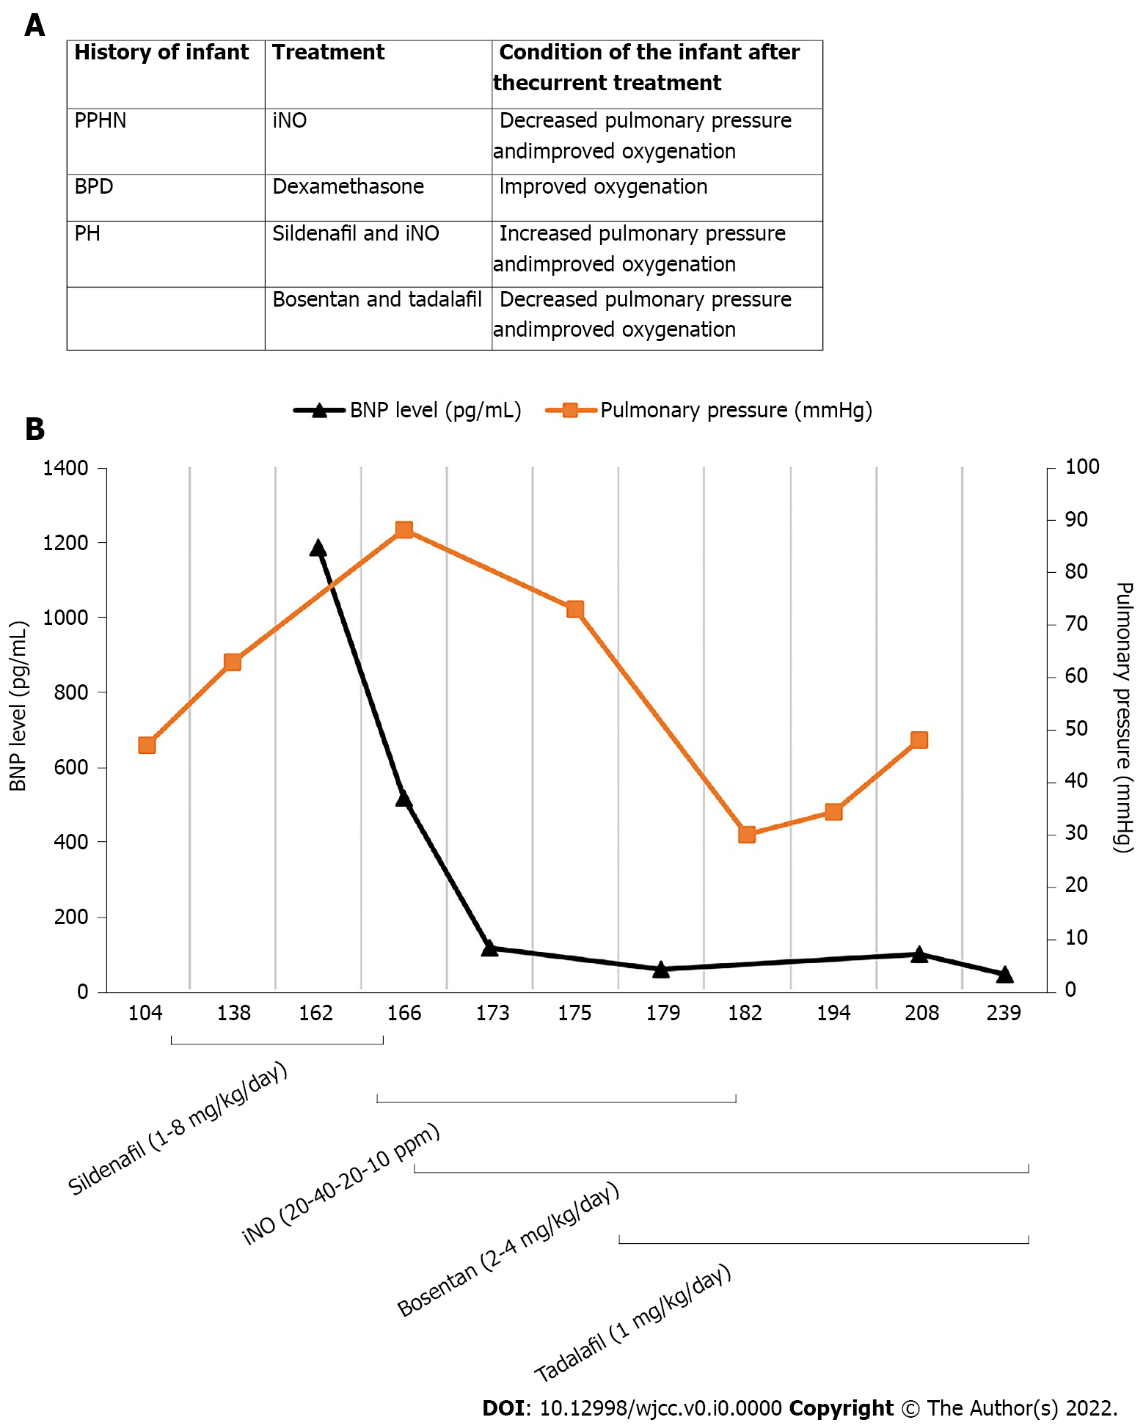 A
History of infant Treatment Condition of the infant after
thecurrent treatment
PPHN iNO Decreased pulmonary pressure
andimproved oxygenation
BPD Dexamethasone Improved oxygenation
PH Sildenafil and iNO Increased pulmonary pressure
andimproved oxygenation
Bosentan and tadalafil Decreased pulmonary pressure
andimproved oxygenation
BNP level (pg/mL) Pulmonary pressure (mmHg)
B
1400
1200
1000
800
600
400
200
0
BNP level (pg/mL)
100
90
80
70
60
50
40
30
20
10
0
Pulmonary pressure (mmHg)
104 138 162 166 173 175 179 182 194 208 239
Sildenafil (1-8 mg/kg/day)
iNO (20-40-20-10 ppm)
Bosentan (2-4 mg/kg/day)
Tadalafil (1 mg/kg/day)
DOI: 10.12998/wjcc.v0.i0.0000 Copyright © The Author(s) 2022.